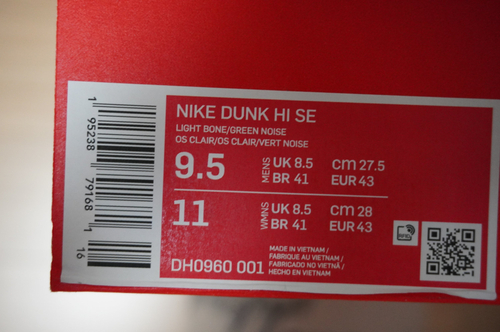 NIKE DUNK HI SE
LIGHT BONE/GREEN NOISE
OS CLAIR/OS CLAIR/VERT NOISE
9.5 MENS UK 8.5 CM 27.5
BR 41 EUR 43
11 WMNS UK 8.5 CM 28
BR 41 EUR 43
DH0960 001
MADE IN VIETNAM /
FABRIQUE AU VIETNAM /
FABRICADO NO VIETNÃ /
HECHO EN VIETNAM
RFID
1 95238 79168 4
16